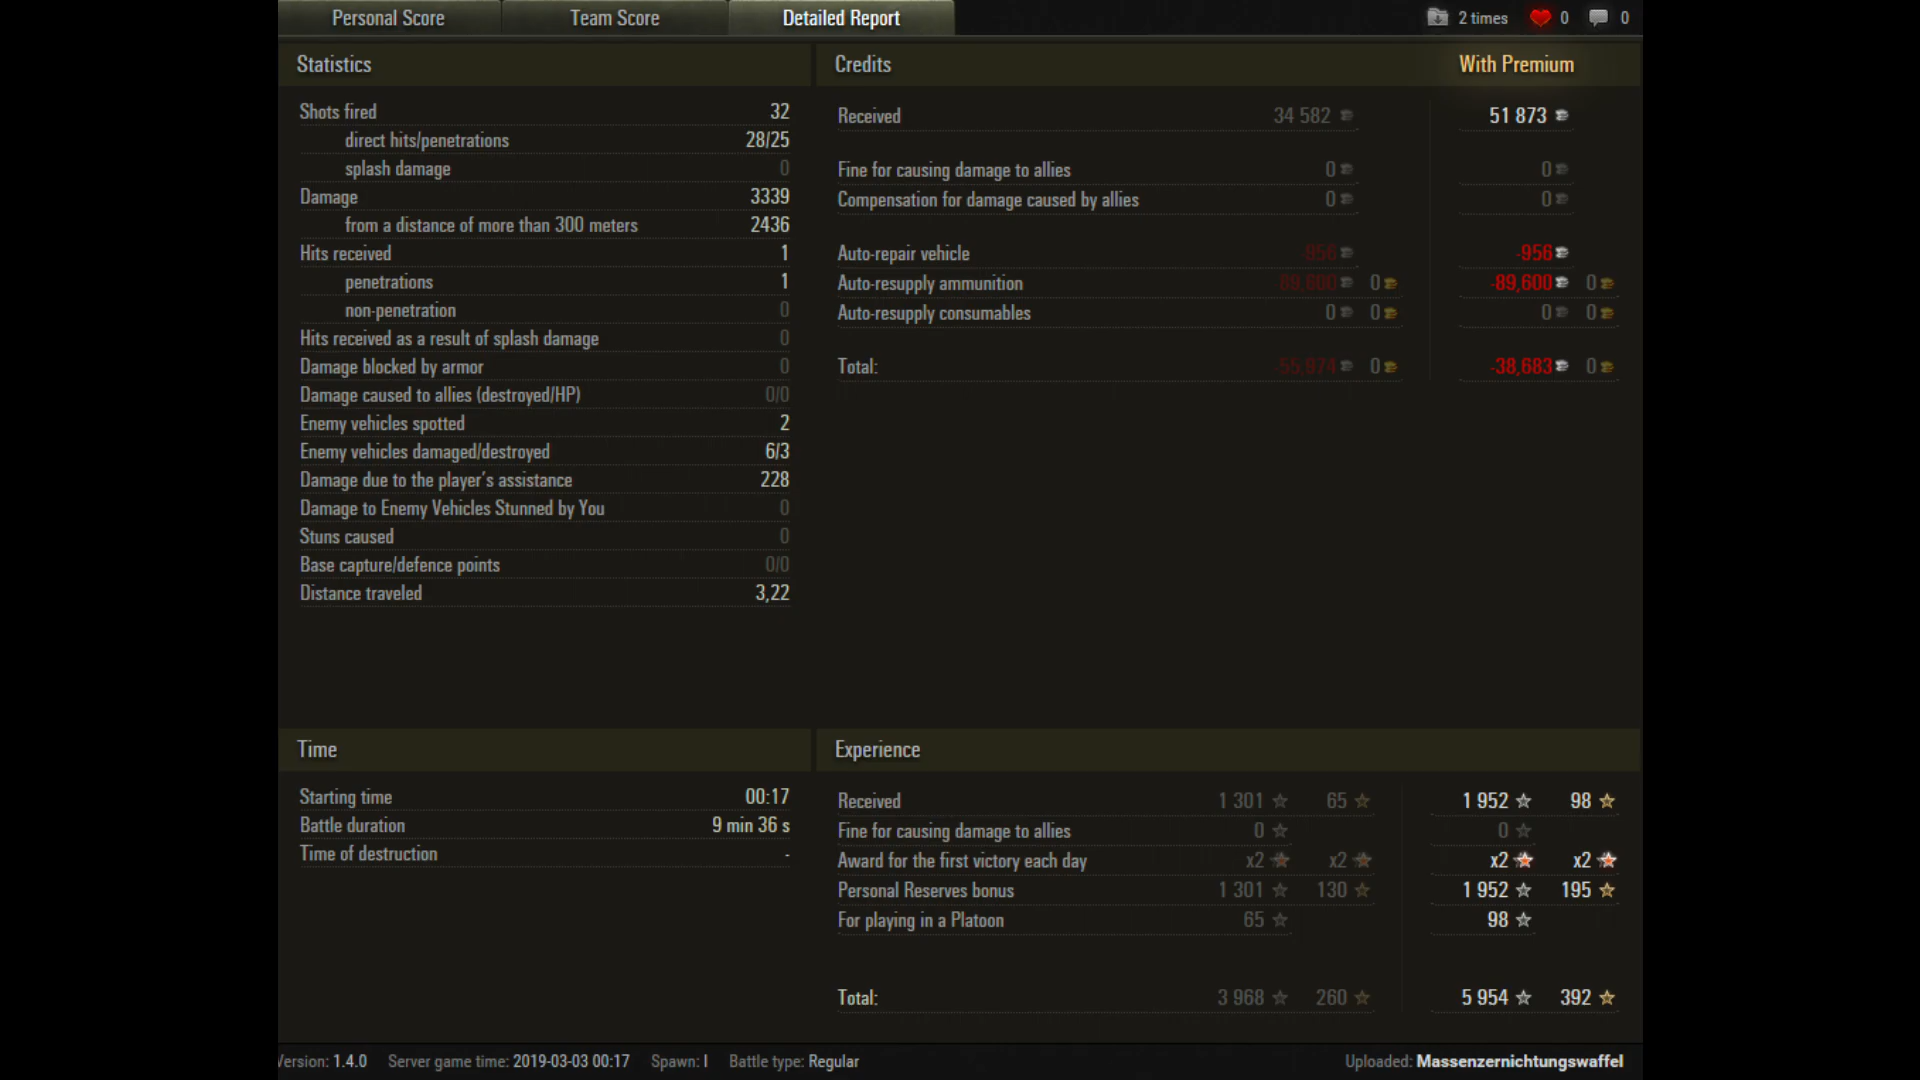 Personal Score Team Score Detailed Report 2 times 0 0
Statistics
Shots fired 32
direct hits/penetrations 28/25
splash damage 0
Damage 3339
from a distance of more than 300 meters 2436
Hits received 1
penetrations 1
non-penetration 0
Hits received as a result of splash damage 0
Damage blocked by armor 0
Damage caused to allies (destroyed/HP) 0/0
Enemy vehicles spotted 2
Enemy vehicles damaged/destroyed 6/3
Damage due to the player's assistance 228
Damage to Enemy Vehicles Stunned by You 0
Stuns caused 0
Base capture/defence points 0/0
Distance traveled 3,22
Credits With Premium
Received 34 582 51 873
Fine for causing damage to allies 0 0
Compensation for damage caused by allies 0 0
Auto-repair vehicle -956 -956
Auto-resupply ammunition -89,600 0 -89,600 0
Auto-resupply consumables 0 0 0 0
Total: -55,974 0 -38,683 0
Time
Starting time 00:17
Battle duration 9 min 36 s
Time of destruction -
Experience
Received 1 301 65 1 952 98
Fine for causing damage to allies 0 0
Award for the first victory each day x2 x2 x2 x2
Personal Reserves bonus 1 301 130 1 952 195
For playing in a Platoon 65 98
Total: 3 968 260 5 954 392
Version: 1.4.0 Server game time: 2019-03-03 00:17 Spawn: I Battle type: Regular Uploaded: Massenzernichtungswaffel